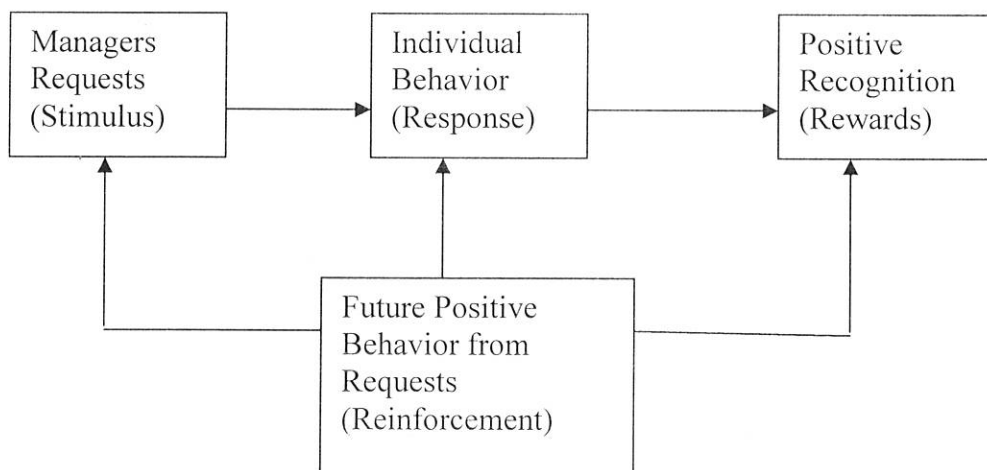 Managers
Requests
(Stimulus)
Individual
Behavior
(Response)
Positive
Recognition
(Rewards)
Future Positive
Behavior from
Requests
(Reinforcement)